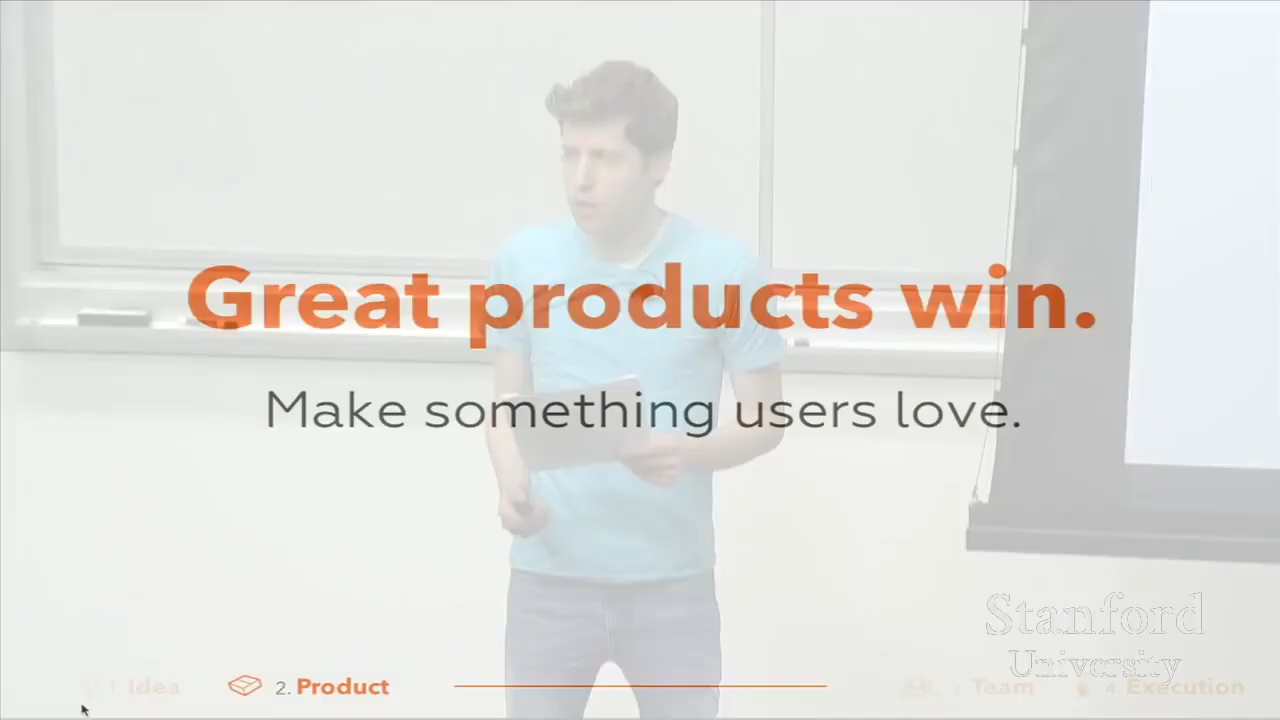 Great products win.
Make something users love.
Stanford
University
1. Idea
2. Product
3. Team
4. Execution